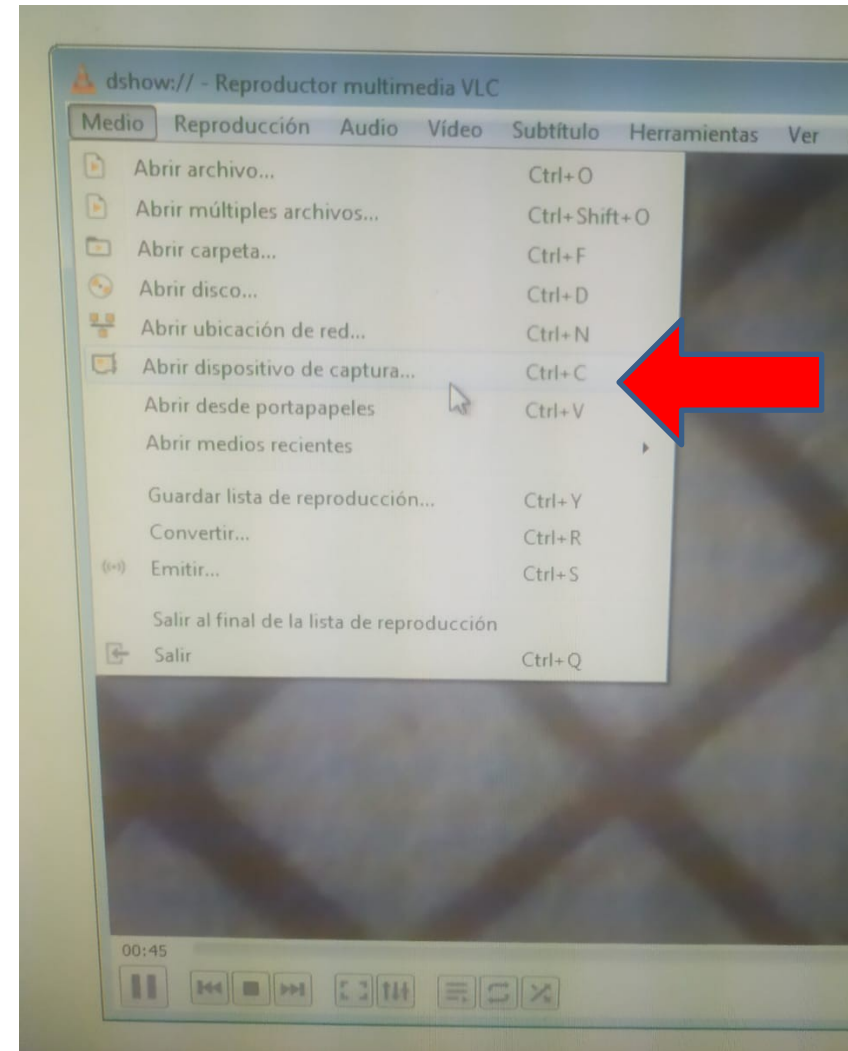 dshow:// - Reproductor multimedia VLC
Medio Reproducción Audio Vídeo Subtítulo Herramientas Ver
Abrir archivo... Ctrl+O
Abrir múltiples archivos... Ctrl+Shift+O
Abrir carpeta... Ctrl+F
Abrir disco... Ctrl+D
Abrir ubicación de red... Ctrl+N
Abrir dispositivo de captura... Ctrl+C
Abrir desde portapapeles Ctrl+V
Abrir medios recientes
Guardar lista de reproducción... Ctrl+Y
Convertir... Ctrl+R
Emitir... Ctrl+S
Salir al final de la lista de reproducción
Salir Ctrl+Q
00:45